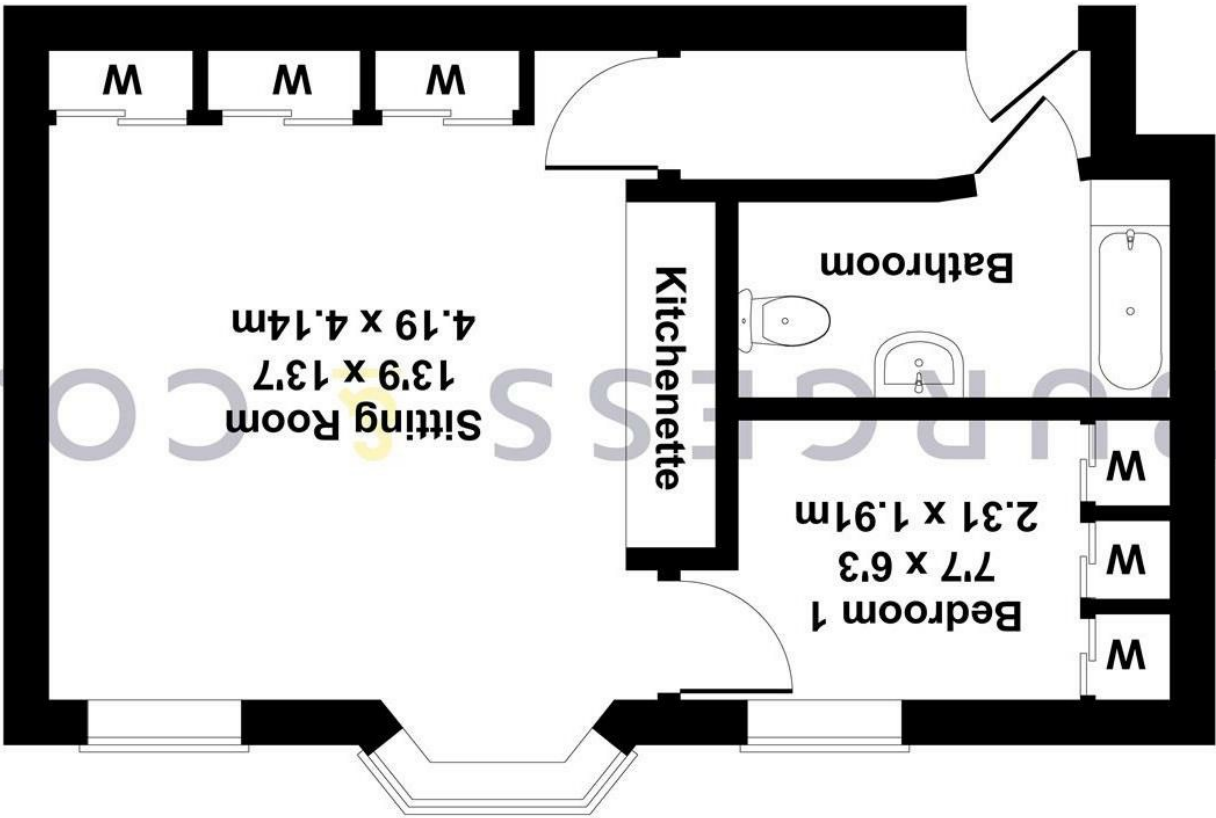 W
Bedroom 1
7'7 x 6'3
2.31 x 1.91m
W
W
Sitting Room
13'9 x 13'7
4.19 x 4.14m
Kitchenette
Bathroom
W
W
W
BURGESS & CO